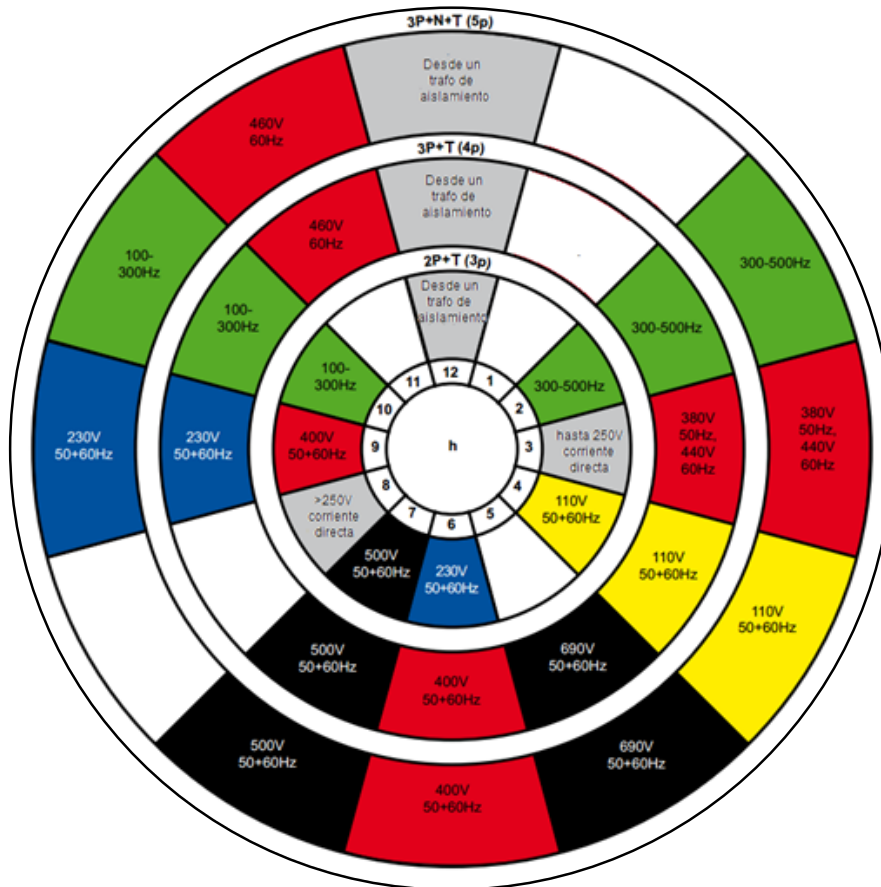 3P+N+T (5p)
Desde un
trafo de
aislamiento
300-500Hz
380V
50Hz,
440V
60Hz
110V
50+60Hz
690V
50+60Hz
400V
50+60Hz
500V
50+60Hz
230V
50+60Hz
100-
300Hz
460V
60Hz
3P+T (4p)
Desde un
trafo de
aislamiento
300-500Hz
380V
50Hz,
440V
60Hz
110V
50+60Hz
690V
50+60Hz
400V
50+60Hz
500V
50+60Hz
230V
50+60Hz
100-
300Hz
460V
60Hz
2P+T (3p)
Desde un
trafo de
aislamiento
300-500Hz
hasta 250V
corriente
directa
110V
50+60Hz
230V
50+60Hz
500V
50+60Hz
>250V
corriente
directa
400V
50+60Hz
100-
300Hz
12
1
2
3
4
5
6
7
8
9
10
11
h